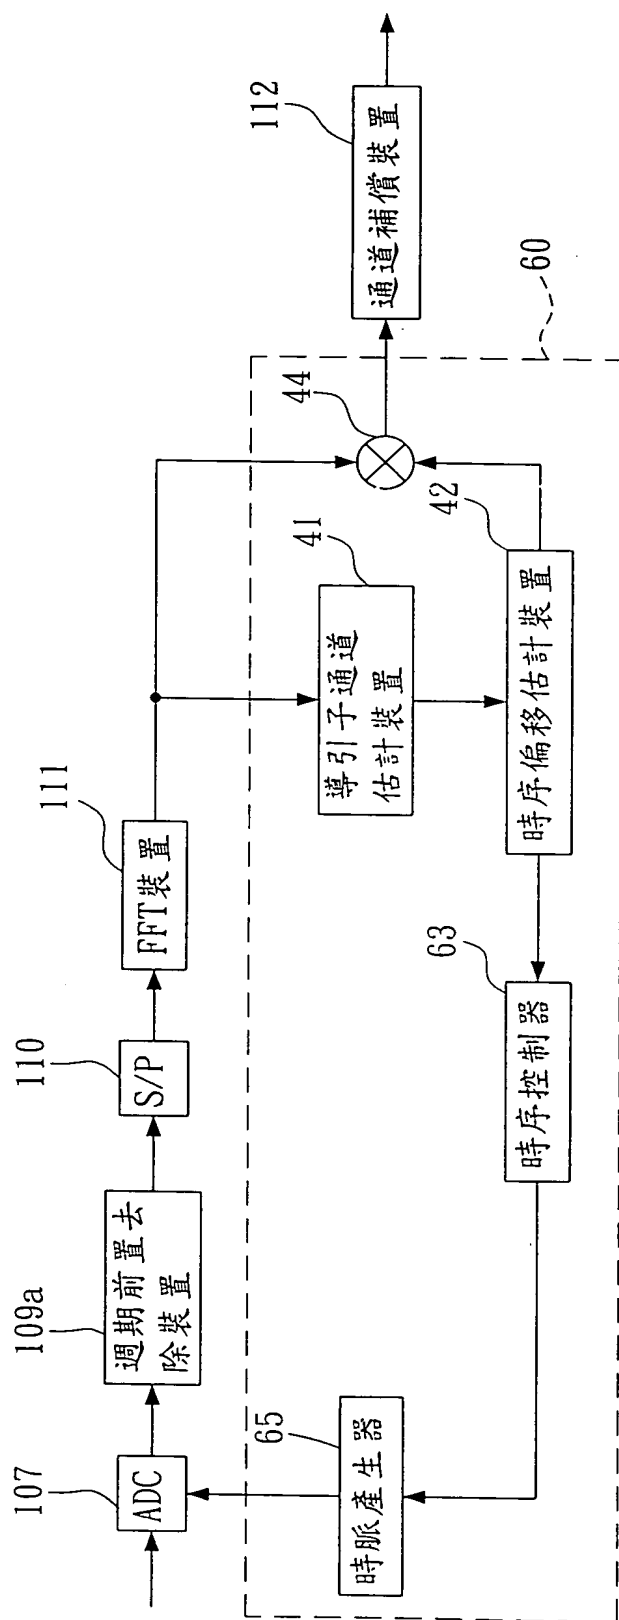 107
ADC
109a
週期前置去
除裝置
110
S/P
111
FFT裝置
112
通道補償裝置
60
44
41
導引子通道
估計裝置
42
時序偏移估計裝置
63
時序控制器
65
時脈產生器